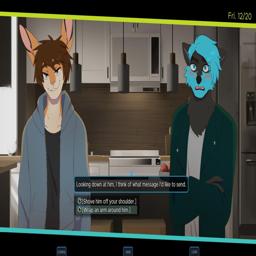 Fri. 12/20
Looking down at him, I think of what message I'd like to send.
[Shove him off your shoulder.]
[Wrap an arm around him.]